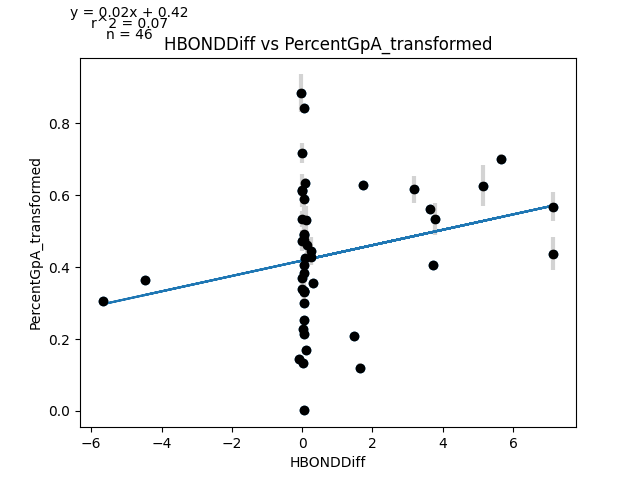 y = 0.02x + 0.42
r^2 = 0.07
n = 46
HBONDDiff vs PercentGpA_transformed
PercentGpA_transformed
0.8
0.6
0.4
0.2
0.0
−6 −4 −2 0 2 4 6
HBONDDiff